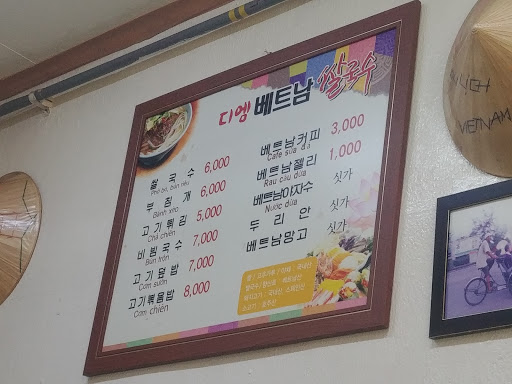 디엠 베트남 쌀국수
쌀국수 6,000
Phở bò, bún riêu
부침개 6,000
Bánh xèo
고기튀김 5,000
Chả chiên
비빔국수 7,000
Bún trộn
고기덮밥 7,000
Cơm sườn
고기볶음밥 8,000
Cơm chiên
베트남커피 3,000
Cafe sữa đá
베트남젤리 1,000
Rau câu dừa
베트남야자수 싯가
Nước dừa
두리안 싯가
베트남망고 싯가
LỊCH
VIETNAM